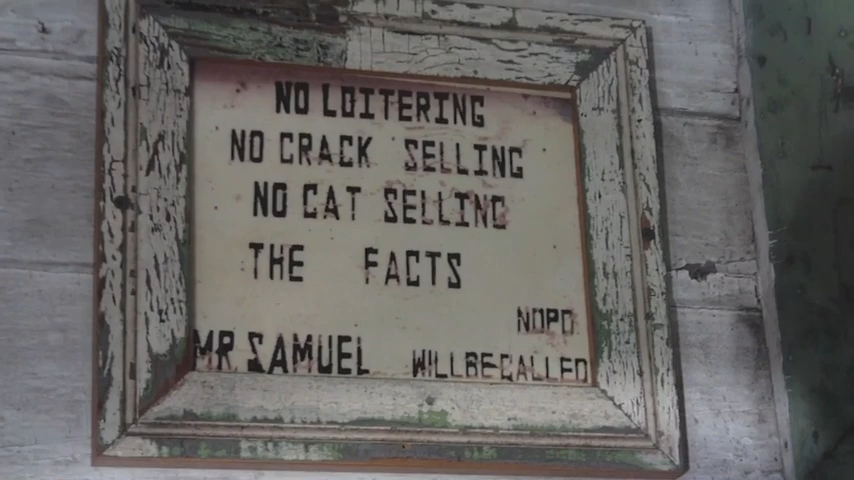 NO LOITERING
NO CRACK SELLING
NO CAT SELLING
THE FACTS
NOPD
MR SAMUEL WILLBECALLED